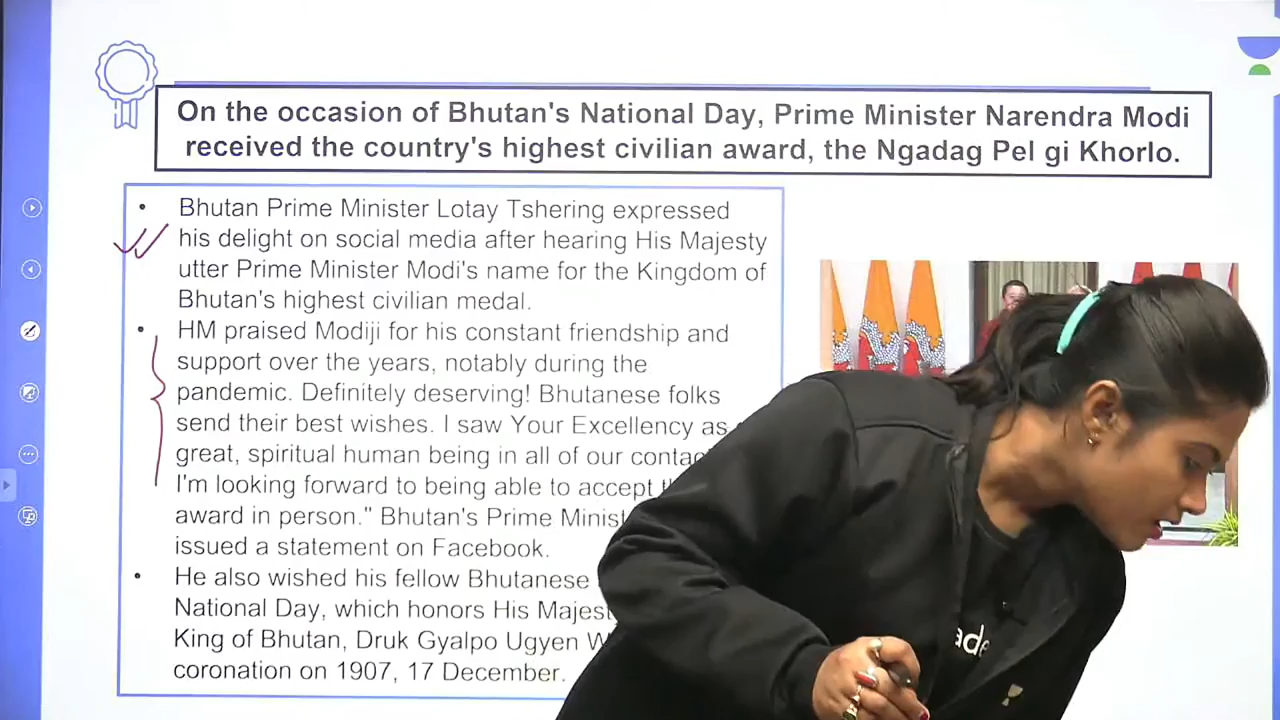 On the occasion of Bhutan's National Day, Prime Minister Narendra Modi
received the country's highest civilian award, the Ngadag Pel gi Khorlo.
• Bhutan Prime Minister Lotay Tshering expressed
his delight on social media after hearing His Majesty
utter Prime Minister Modi's name for the Kingdom of
Bhutan's highest civilian medal.
• HM praised Modiji for his constant friendship and
support over the years, notably during the
pandemic. Definitely deserving! Bhutanese folks
send their best wishes. I saw Your Excellency as
great, spiritual human being in all of our
I'm looking forward to being able to accept
award in person." Bhutan's Prime
issued a statement on Facebook.
• He also wished his fellow Bhutanese
National Day, which honors His
King of Bhutan, Druk Gyalpo Ugyen
coronation on 1907, 17 December.